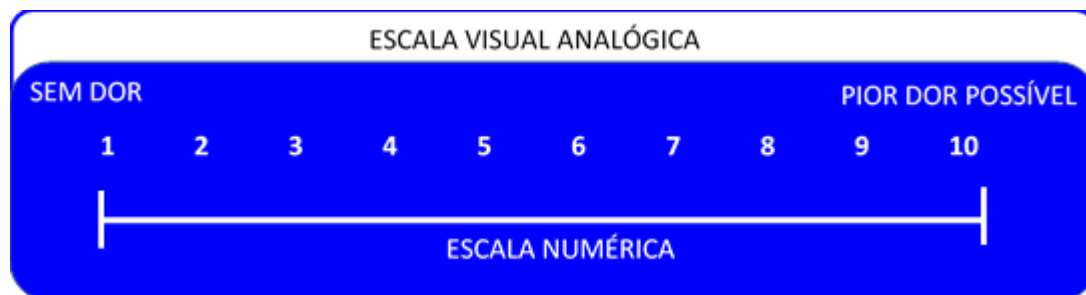 ESCALA VISUAL ANALÓGICA
SEM DOR
PIOR DOR POSSÍVEL
1 2 3 4 5 6 7 8 9 10
ESCALA NUMÉRICA